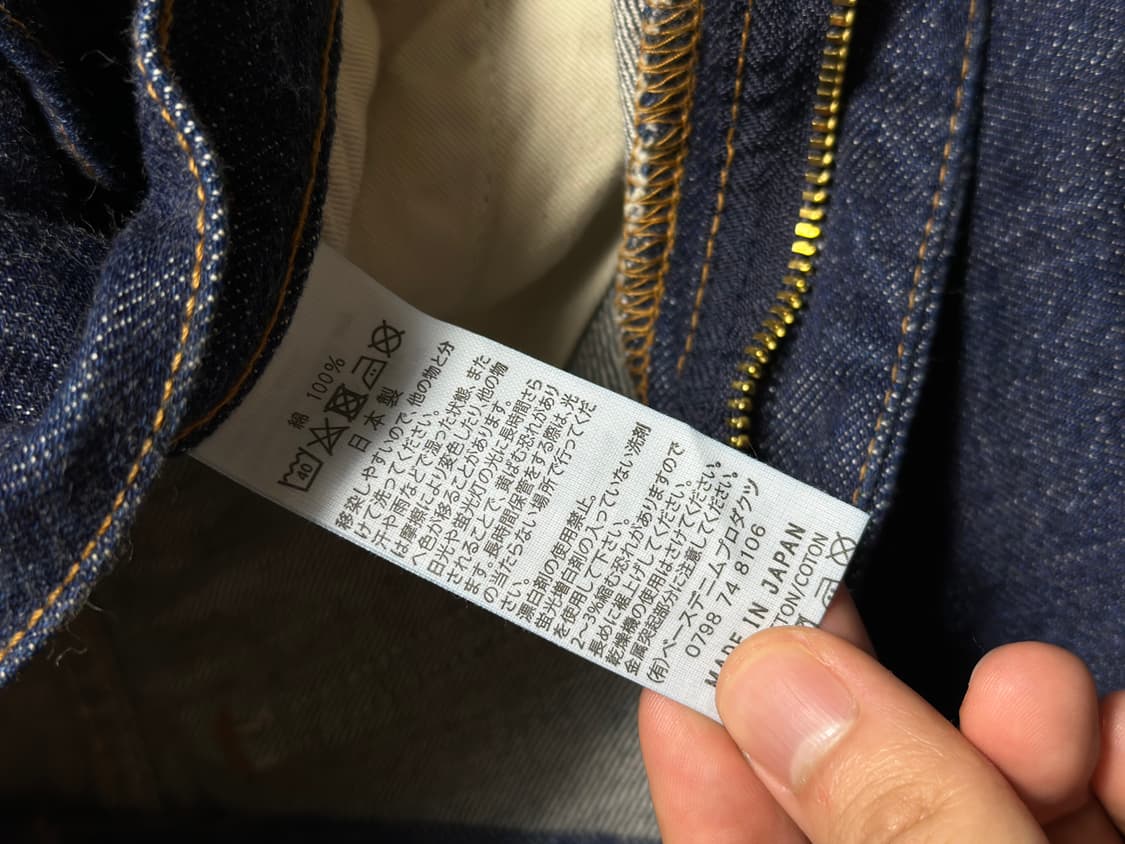 綿 100%
40
日本製
移染しやすいので、他の物と分
けて洗ってください。
汗や雨などで湿った状態、また
は摩擦により変色したり、他の物
へ色が移ることがあります。
日光や蛍光灯の光に長時間さら
されることで、黄ばむ恐れがあり
ます。長時間保管をする際は、光
の当たらない場所で行ってくだ
さい。
漂白剤の使用禁止。
蛍光増白剤の入っていない洗剤
を使用して下さい。
2~3%縮む恐れがありますので
長めに裾上げしてください。
乾燥機の使用はさけてください。
金属突起部分に注意してください。
(有)ベースデニムプロダクツ
0798 74 8106
MADE IN JAPAN
TON/COTTON